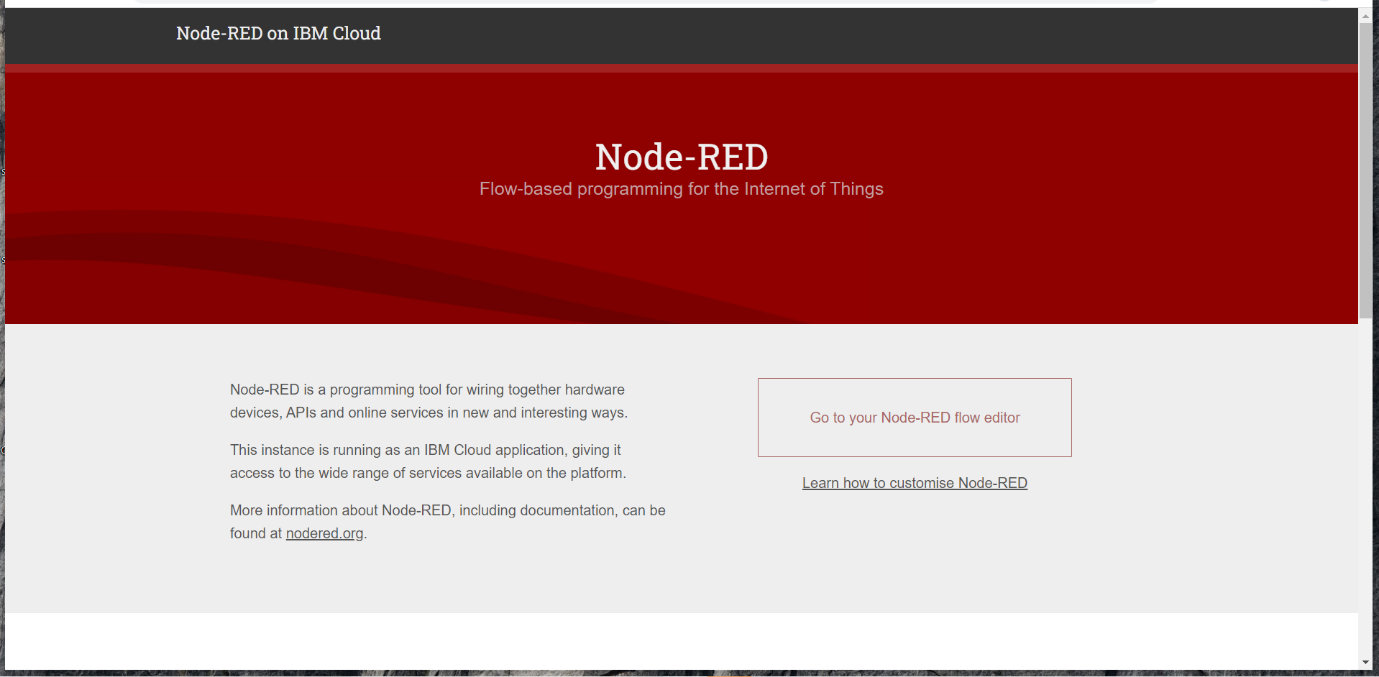 Node-RED on IBM Cloud
Node-RED
Flow-based programming for the Internet of Things
Node-RED is a programming tool for wiring together hardware
devices, APIs and online services in new and interesting ways.
This instance is running as an IBM Cloud application, giving it
access to the wide range of services available on the platform.
More information about Node-RED, including documentation, can be
found at nodered.org.
Go to your Node-RED flow editor
Learn how to customise Node-RED